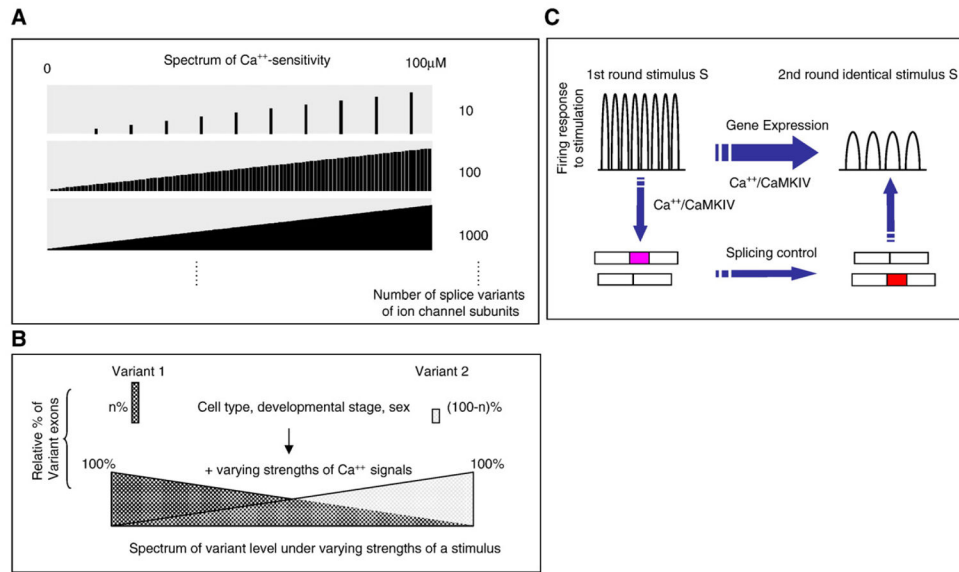 A
0
Spectrum of Ca++-sensitivity
100µM
10
100
1000
Number of splice variants
of ion channel subunits
B
Relative % of
Variant exons
Variant 1
Variant 2
n%
Cell type, developmental stage, sex
(100-n)%
100%
+ varying strengths of Ca++ signals
100%
Spectrum of variant level under varying strengths of a stimulus
C
1st round stimulus S
2nd round identical stimulus S
Firing response
to stimulation
Gene Expression
Ca++/CaMKIV
Ca++/CaMKIV
Splicing control